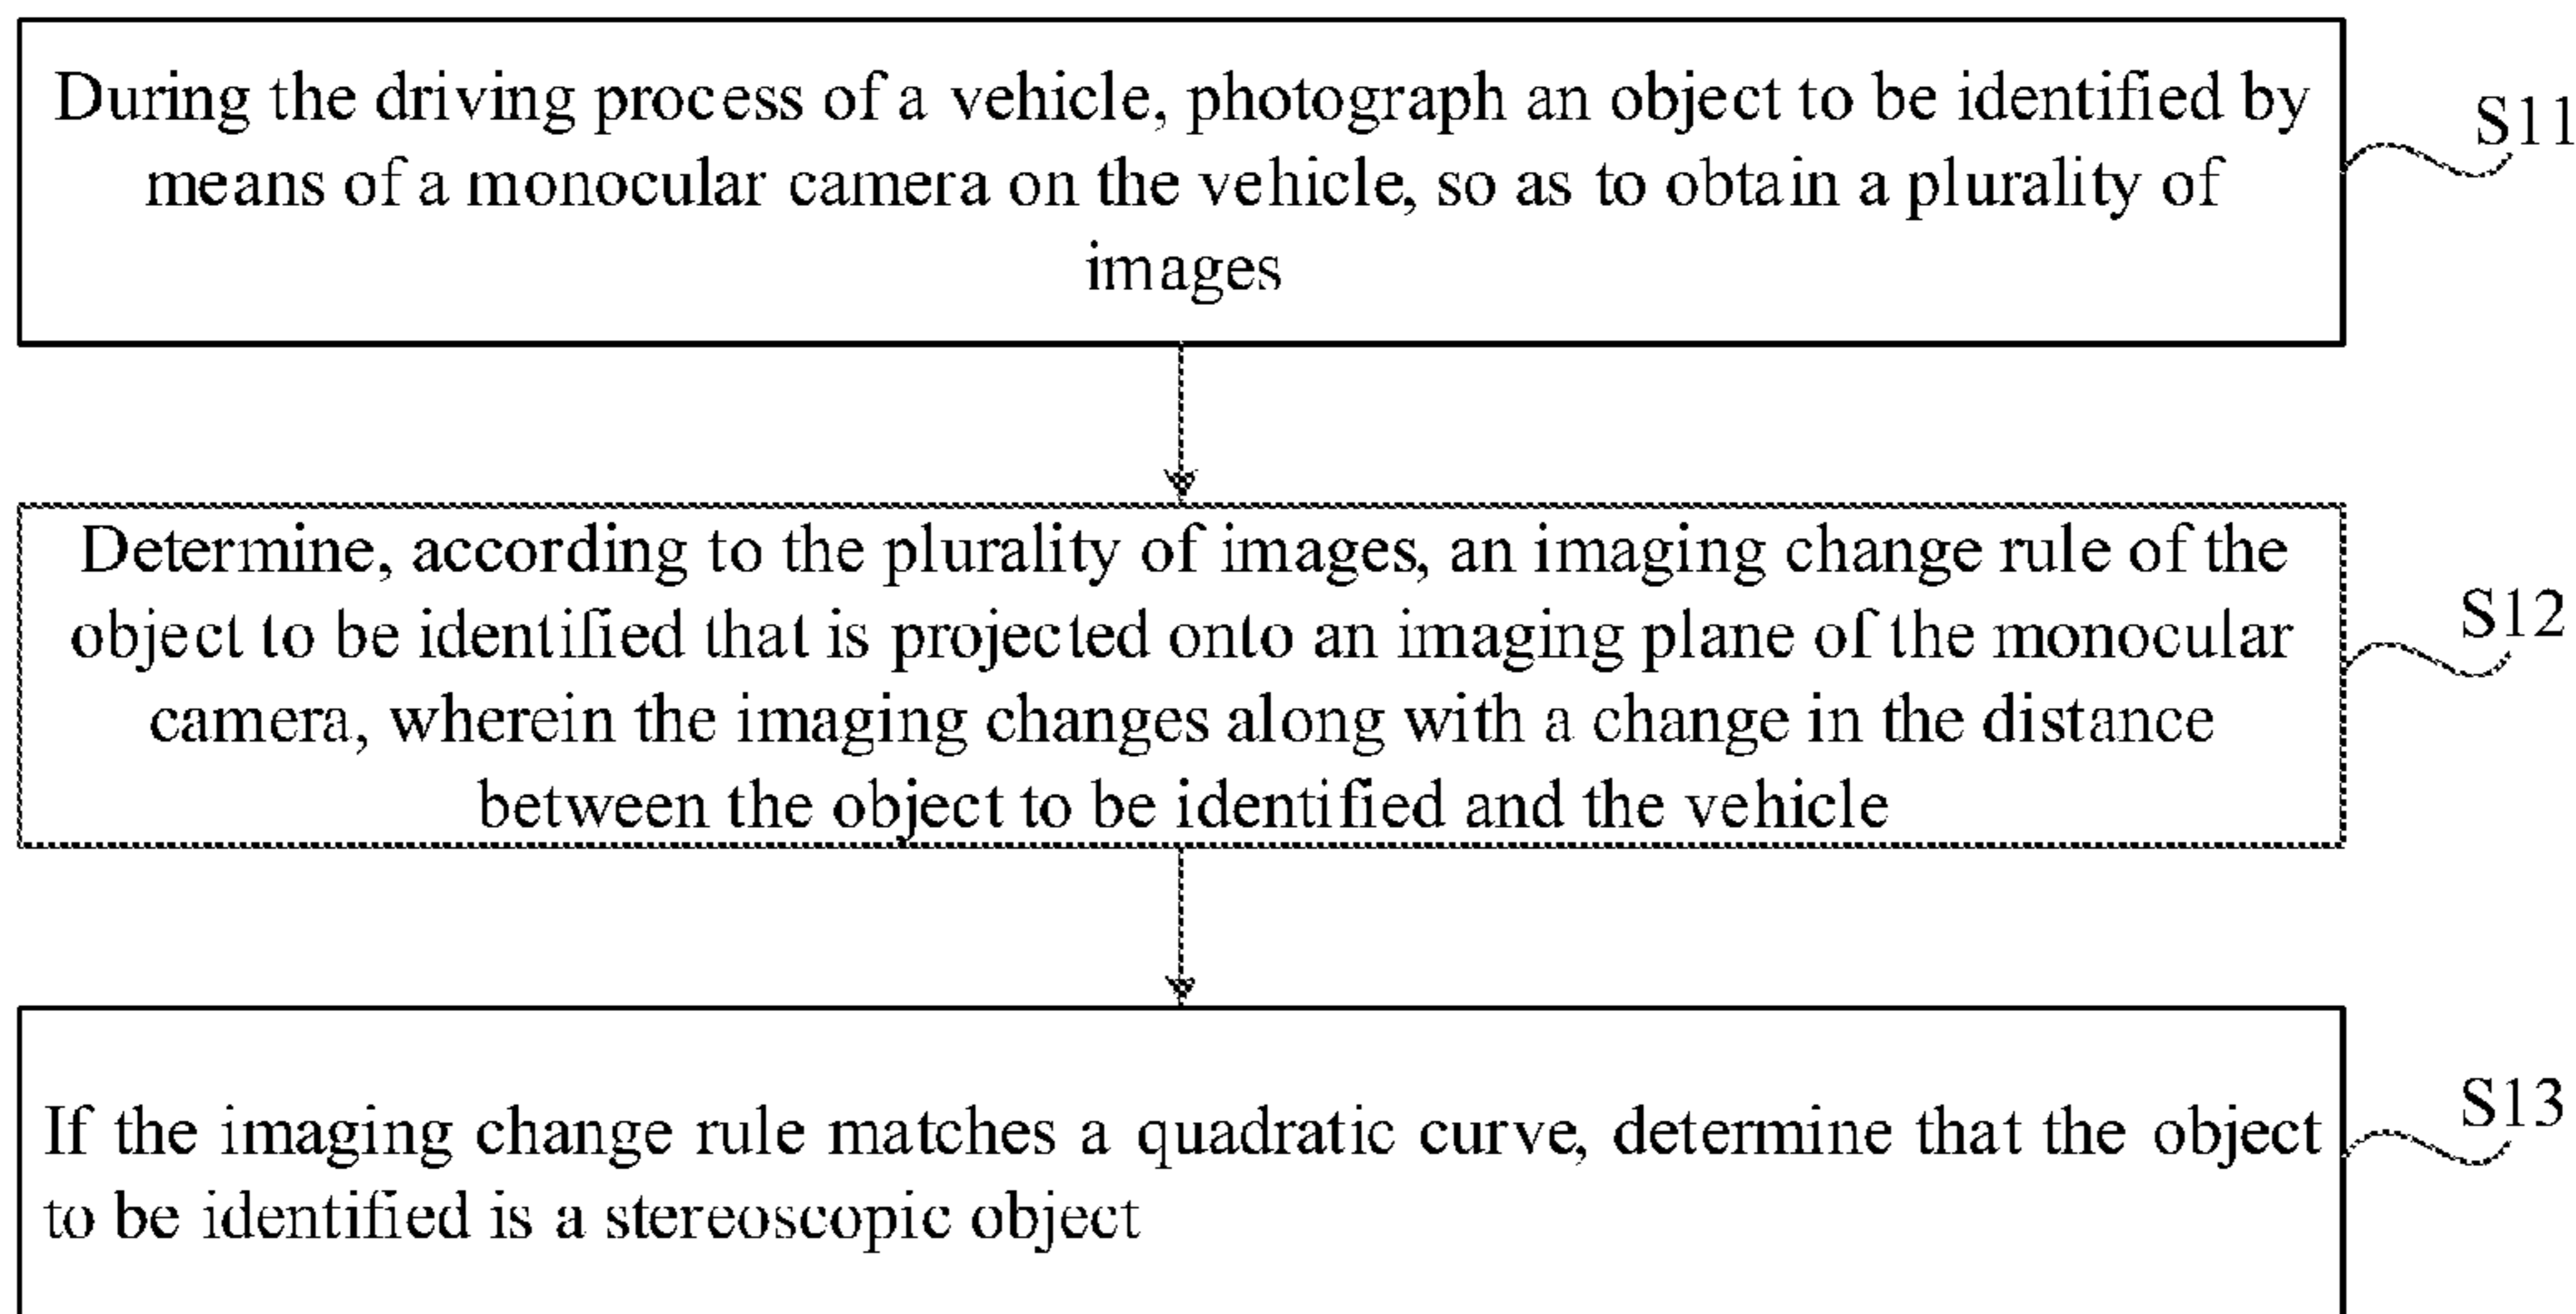 During the driving process of a vehicle, photograph an object to be identified by
means of a monocular camera on the vehicle, so as to obtain a plurality of
images
S11
Determine, according to the plurality of images, an imaging change rule of the
object to be identified that is projected onto an imaging plane of the monocular
camera, wherein the imaging changes along with a change in the distance
between the object to be identified and the vehicle
S12
If the imaging change rule matches a quadratic curve, determine that the object
to be identified is a stereoscopic object
S13